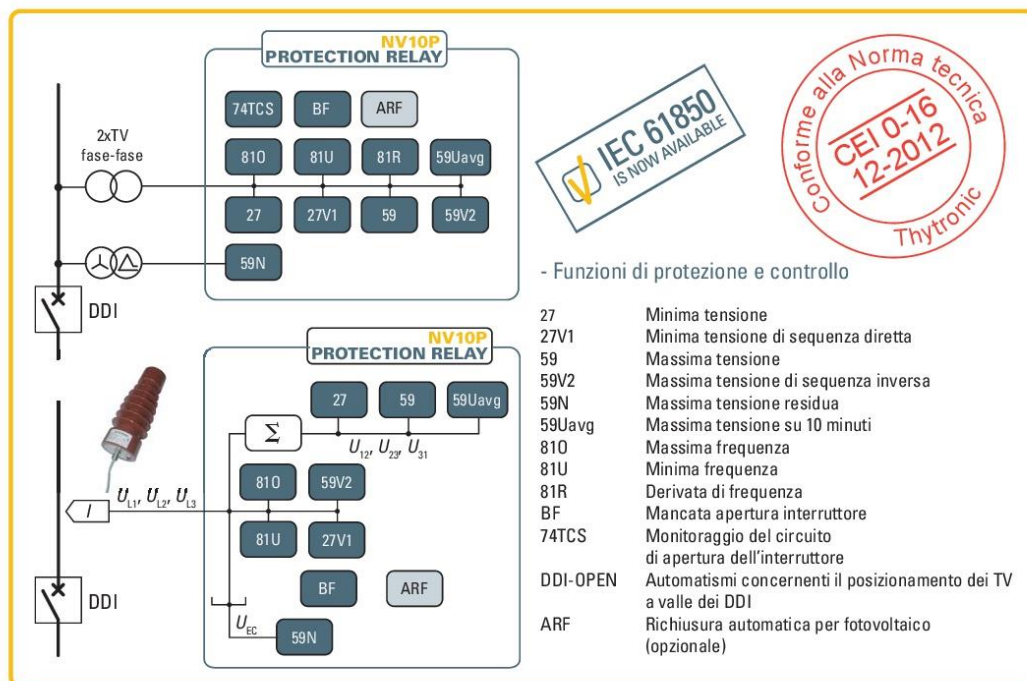 NV10P
PROTECTION RELAY
74TCS BF ARF
2xTV
fase-fase
81O 81U 81R 59Uavg
27 27V1 59 59V2
59N
DDI
NV10P
PROTECTION RELAY
27 59 59Uavg
Σ
U12, U23, U31
81O 59V2
UL1, UL2, UL3
I
81U 27V1
BF ARF
DDI
UEC
59N
IEC 61850
IS NOW AVAILABLE
Conforme alla Norma tecnica
CEI 0-16
12-2012
Thytronic
- Funzioni di protezione e controllo
27 Minima tensione
27V1 Minima tensione di sequenza diretta
59 Massima tensione
59V2 Massima tensione di sequenza inversa
59N Massima tensione residua
59Uavg Massima tensione su 10 minuti
81O Massima frequenza
81U Minima frequenza
81R Derivata di frequenza
BF Mancata apertura interruttore
74TCS Monitoraggio del circuito
di apertura dell'interruttore
DDI-OPEN Automatismi concernenti il posizionamento dei TV
a valle dei DDI
ARF Richiusura automatica per fotovoltaico
(opzionale)